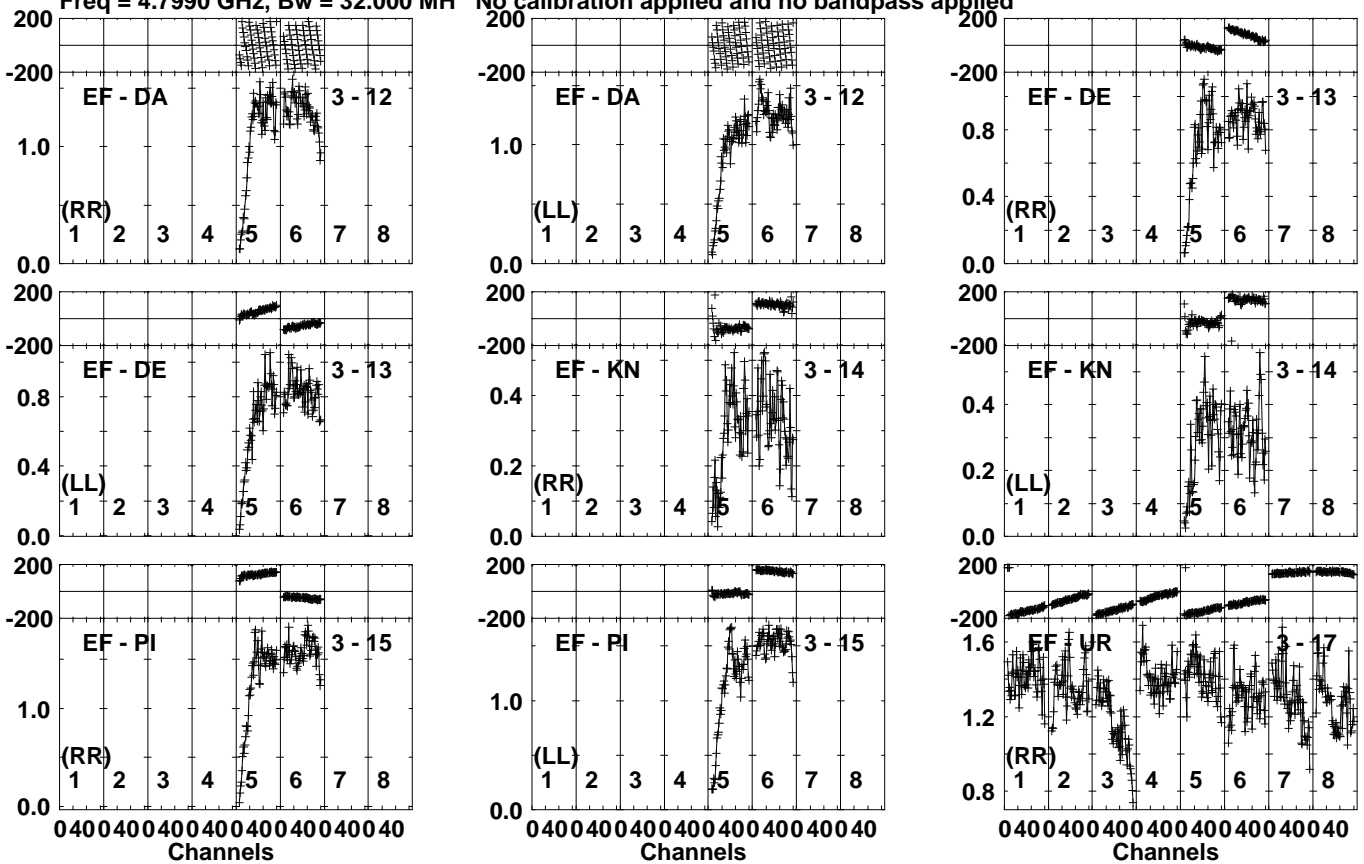 Freq = 4.7990 GHz, Bw = 32.000 MH No calibration applied and no bandpass applied
200 200 200
-200 -200 -200
EF - DA 3 - 12 EF - DA 3 - 12 EF - DE 3 - 13
1.0 1.0 0.8
0.4
(RR) (LL) (RR)
1 2 3 4 5 6 7 8 1 2 3 4 5 6 7 8 1 2 3 4 5 6 7 8
0.0 0.0 0.0
200 200 200
-200 -200 -200
EF - DE 3 - 13 EF - KN 3 - 14 EF - KN 3 - 14
0.8 0.4 0.4
0.4 0.2 0.2
(LL) (RR) (LL)
1 2 3 4 5 6 7 8 1 2 3 4 5 6 7 8 1 2 3 4 5 6 7 8
0.0 0.0 0.0
200 200 200
-200 -200 -200
EF - PI 3 - 15 EF - PI 3 - 15 1.6 EF - UR 3 - 17
1.0 1.0 1.2
(RR) (LL) (RR)
1 2 3 4 5 6 7 8 1 2 3 4 5 6 7 8 1 2 3 4 5 6 7 8
0.0 0.0 0.8
0 40 0 40 0 40 0 40 0 40 0 40 0 40 0 40 0 40 0 40 0 40 0 40 0 40 0 40 0 40 0 40 0 40 0 40 0 40 0 40 0 40 0 40 0 40 0 40
Channels Channels Channels